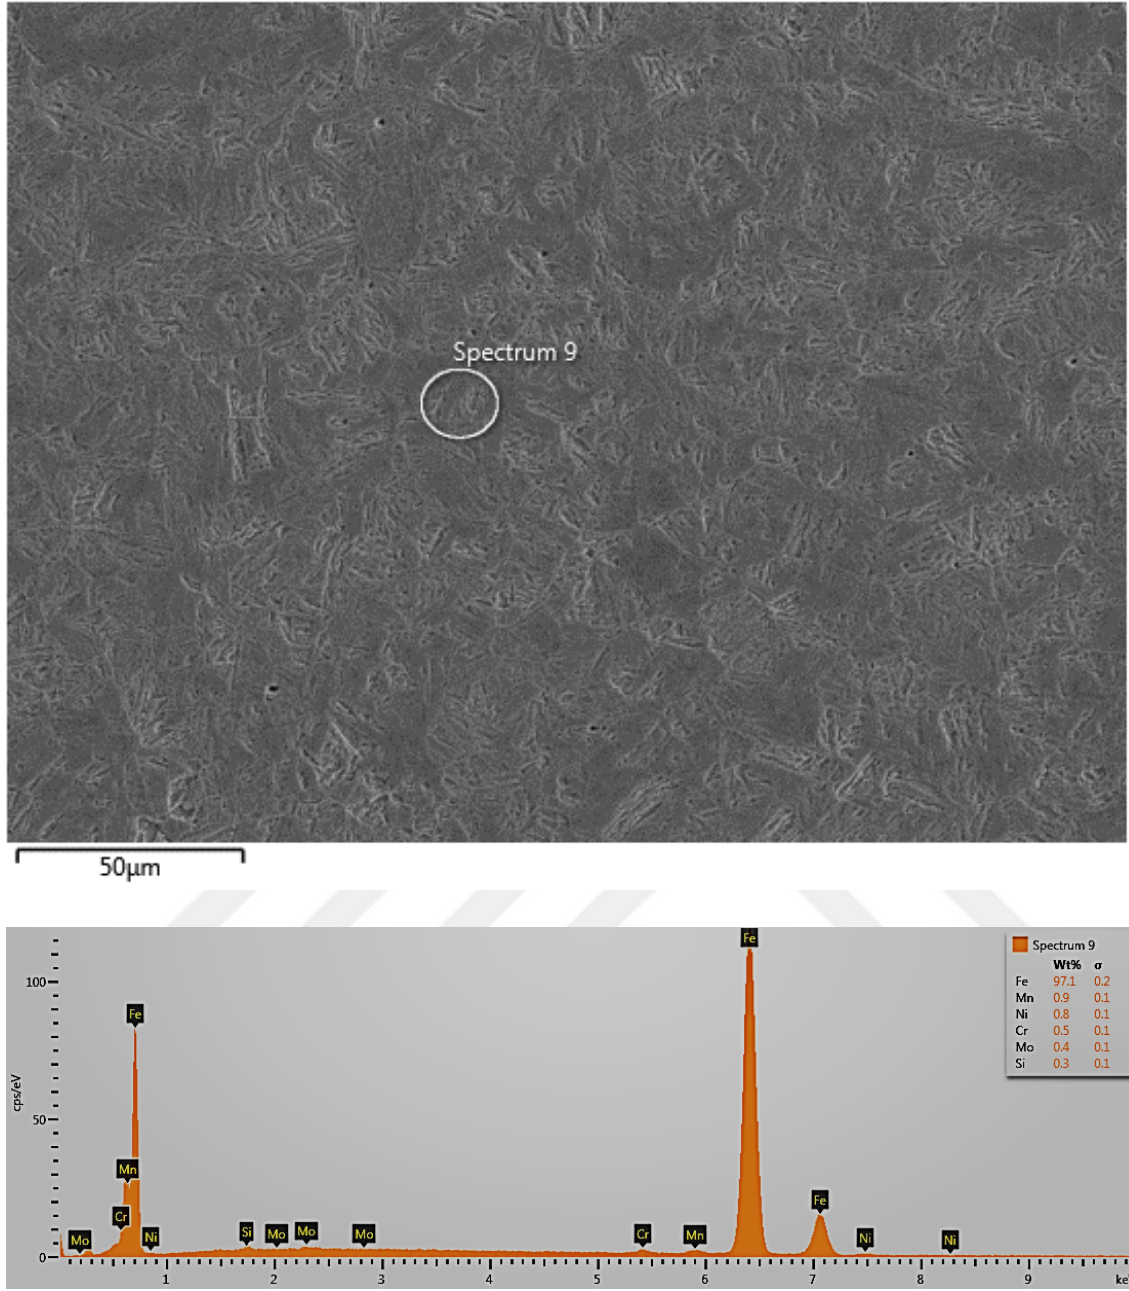 Spectrum 9
50µm
Spectrum 9
Wt% σ
Fe 97.1 0.2
Mn 0.9 0.1
Ni 0.8 0.1
Cr 0.5 0.1
Mo 0.4 0.1
Si 0.3 0.1
Fe
Fe
Mn
Cr
Mo
Ni
Si
Mo
Mo
Mo
Cr
Mn
Fe
Ni
Ni
100
50
0
cps/eV
1 2 3 4 5 6 7 8 9 ke